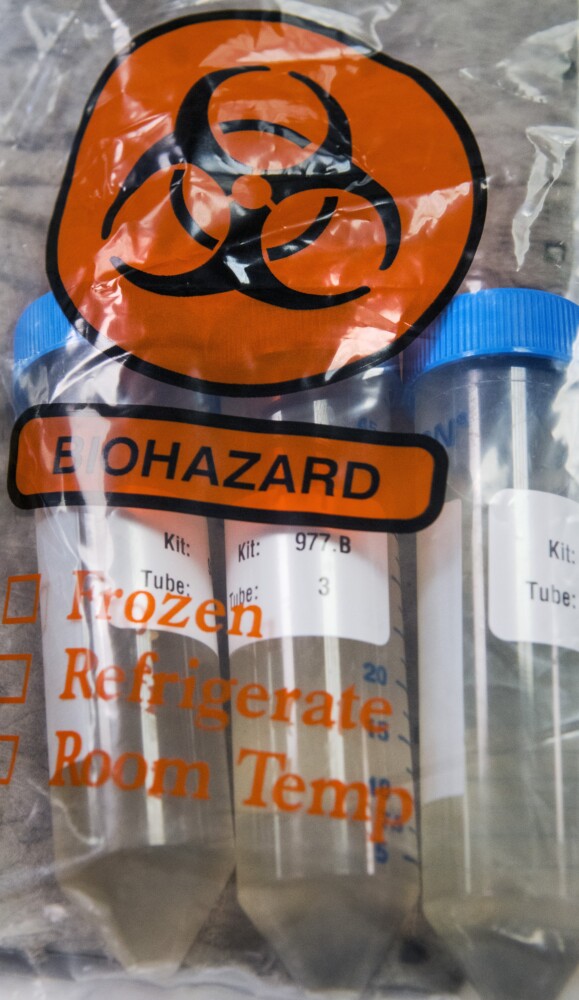 BIOHAZARD
Kit:
Tube:
Kit: 977.B
Tube: 3
Kit:
Tube:
Frozen
Refrigerate
Room Temp
20
15
10
5